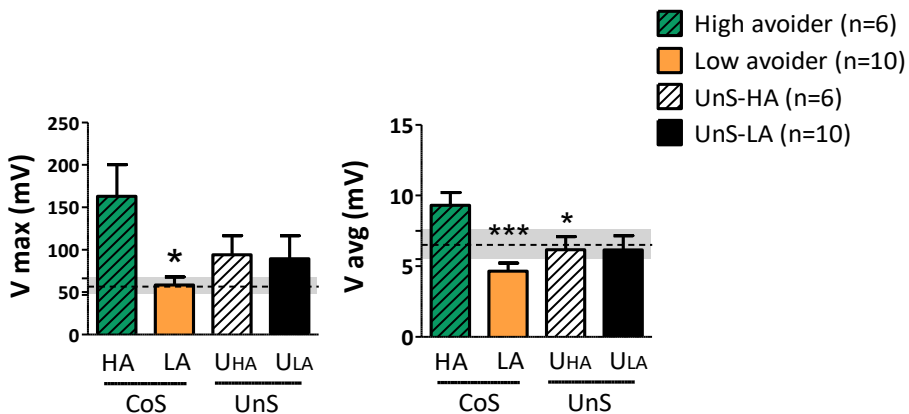 High avoider (n=6)
Low avoider (n=10)
UnS-HA (n=6)
UnS-LA (n=10)
V max (mV)
250
200
150
100
50
0
*
HA LA UHA ULA
CoS UnS
V avg (mV)
15
10
5
0
***
*
HA LA UHA ULA
CoS UnS